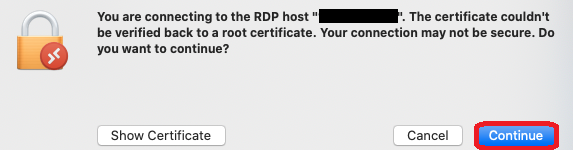 You are connecting to the RDP host "". The certificate couldn't
be verified back to a root certificate. Your connection may not be secure. Do
you want to continue?
Show Certificate
Cancel
Continue